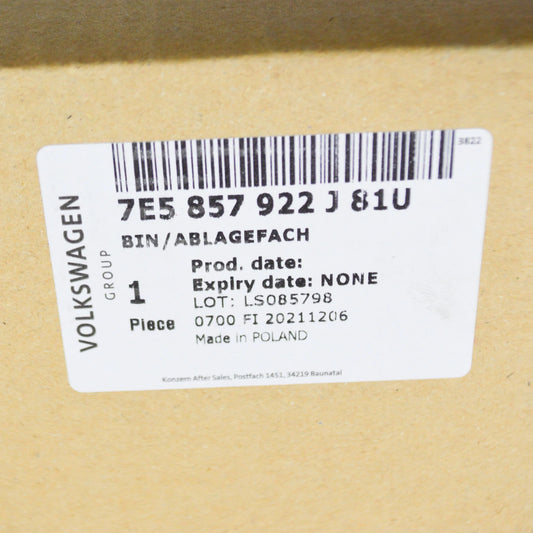 3822
7E5 857 922 J 81U
BIN/ABLAGEFACH
VOLKSWAGEN
GROUP
Prod. date:
Expiry date: NONE
1
LOT: LS085798
Piece
0700 FI 20211206
Made in POLAND
Konzern After Sales, Postfach 1451, 34219 Baunatal